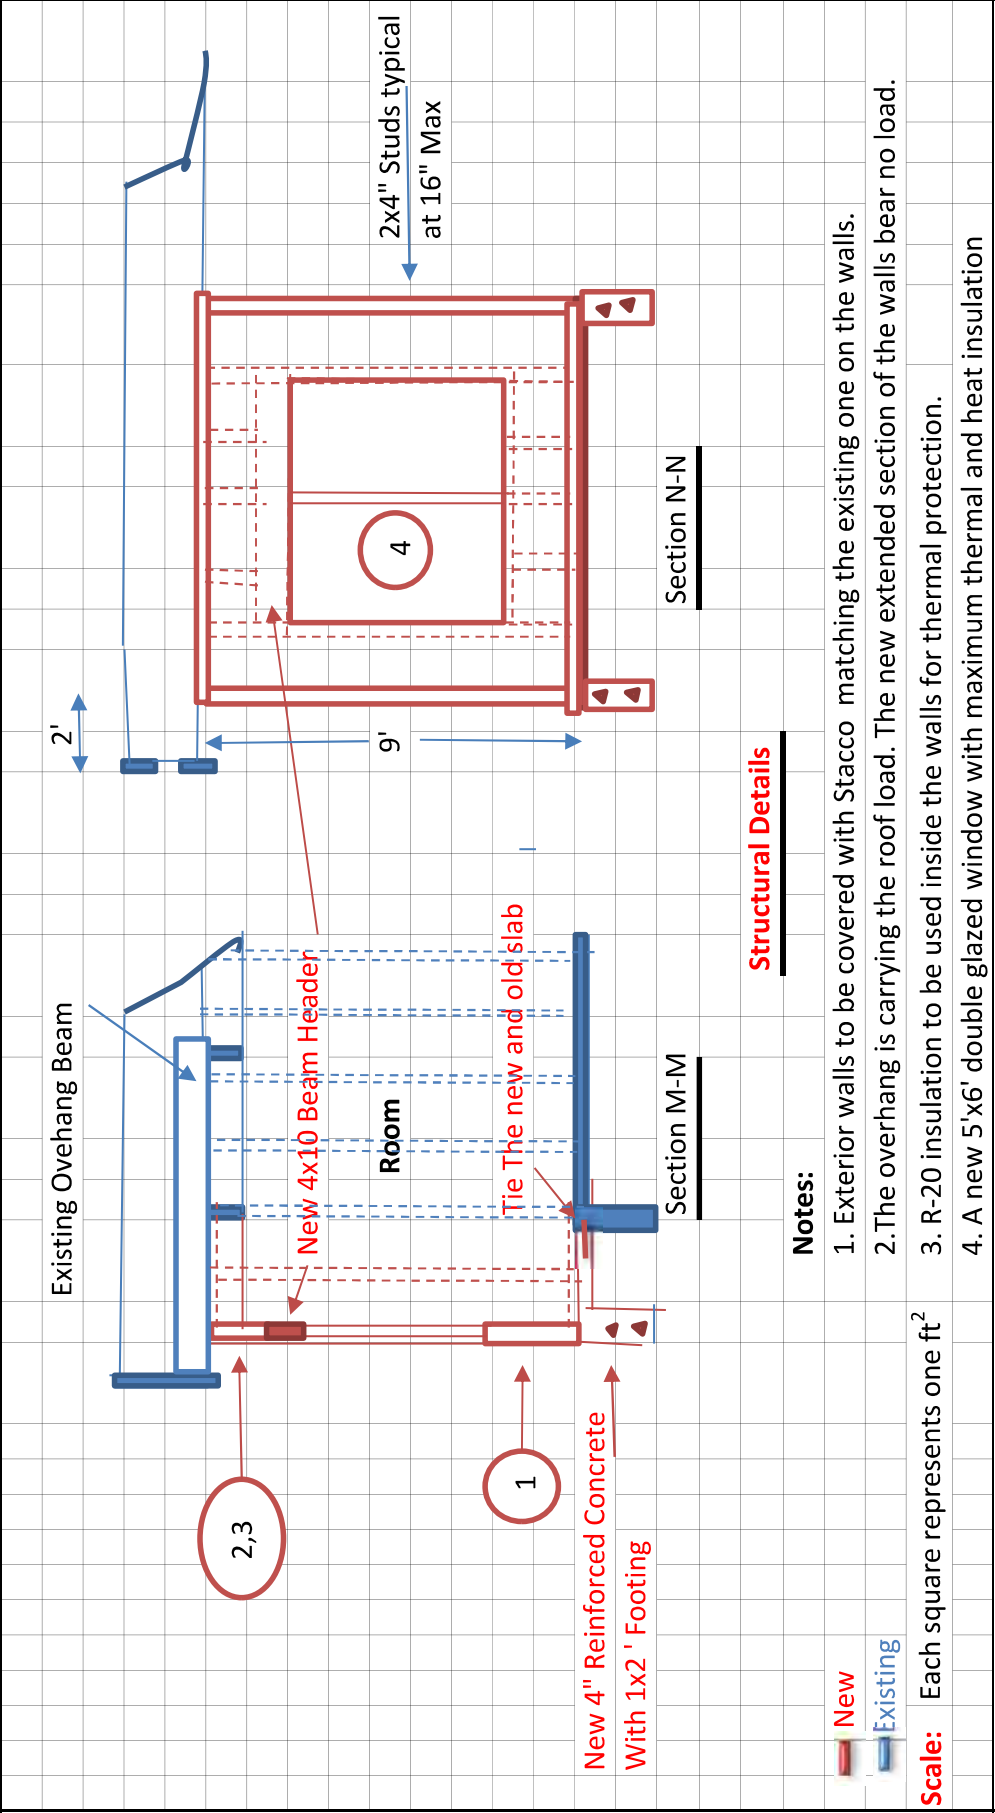 Existing Ovehang Beam
2'
2x4" Studs typical
at 16" Max
2,3
New 4x10 Beam Header
Room
9'
4
1
Tie The new and old slab
New 4" Reinforced Concrete
With 1x2 ' Footing
Section M-M
Section N-N
Structural Details
Notes:
1. Exterior walls to be covered with Stacco matching the existing one on the walls.
2.The overhang is carrying the roof load. The new extended section of the walls bear no load.
3. R-20 insulation to be used inside the walls for thermal protection.
4. A new 5'x6' double glazed window with maximum thermal and heat insulation
New
Existing
Scale: Each square represents one ft²